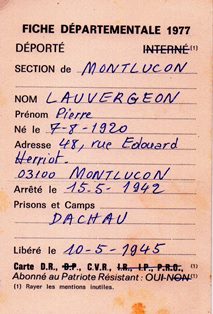 FICHE DÉPARTEMENTALE 1977
DÉPORTÉ INTERNÉ (1)
SECTION de MONTLUCON
NOM LAUVERGEON
Prénom Pierre
Né le 7-8-1920
Adresse 48, rue Edouard
Herriot.
03100 MONTLUCON
Arrêté le 15-5-1942
Prisons et Camps
DACHAU
Libéré le 10-5-1945
Carte D.R., D.P., C.V.R., I.R., I.P., P.R.O., (1)
Abonné au Patriote Résistant : OUI-NON (1)
(1) Rayer les mentions inutiles.